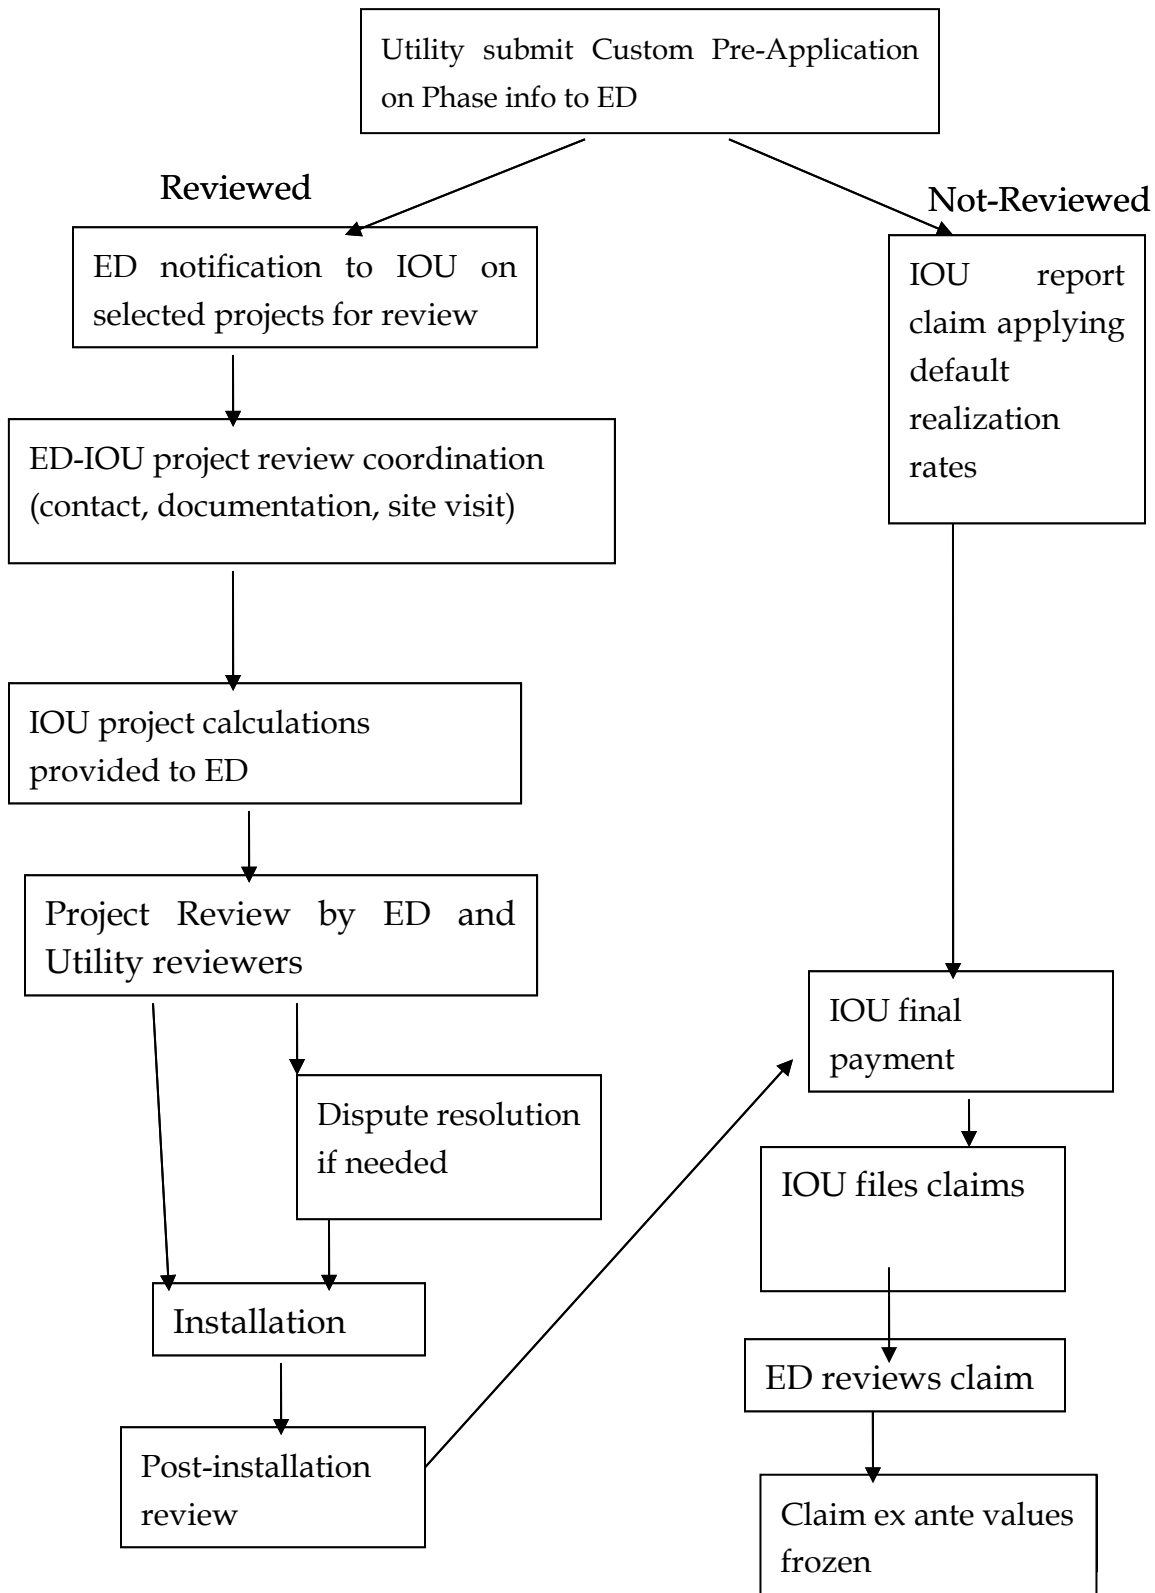 Utility submit Custom Pre-Application
on Phase info to ED
Reviewed
Not-Reviewed
ED notification to IOU on
selected projects for review
IOU report
claim applying
default
realization
rates
ED-IOU project review coordination
(contact, documentation, site visit)
IOU project calculations
provided to ED
Project Review by ED and
Utility reviewers
Dispute resolution
if needed
Installation
Post-installation
review
IOU final
payment
IOU files claims
ED reviews claim
Claim ex ante values
frozen